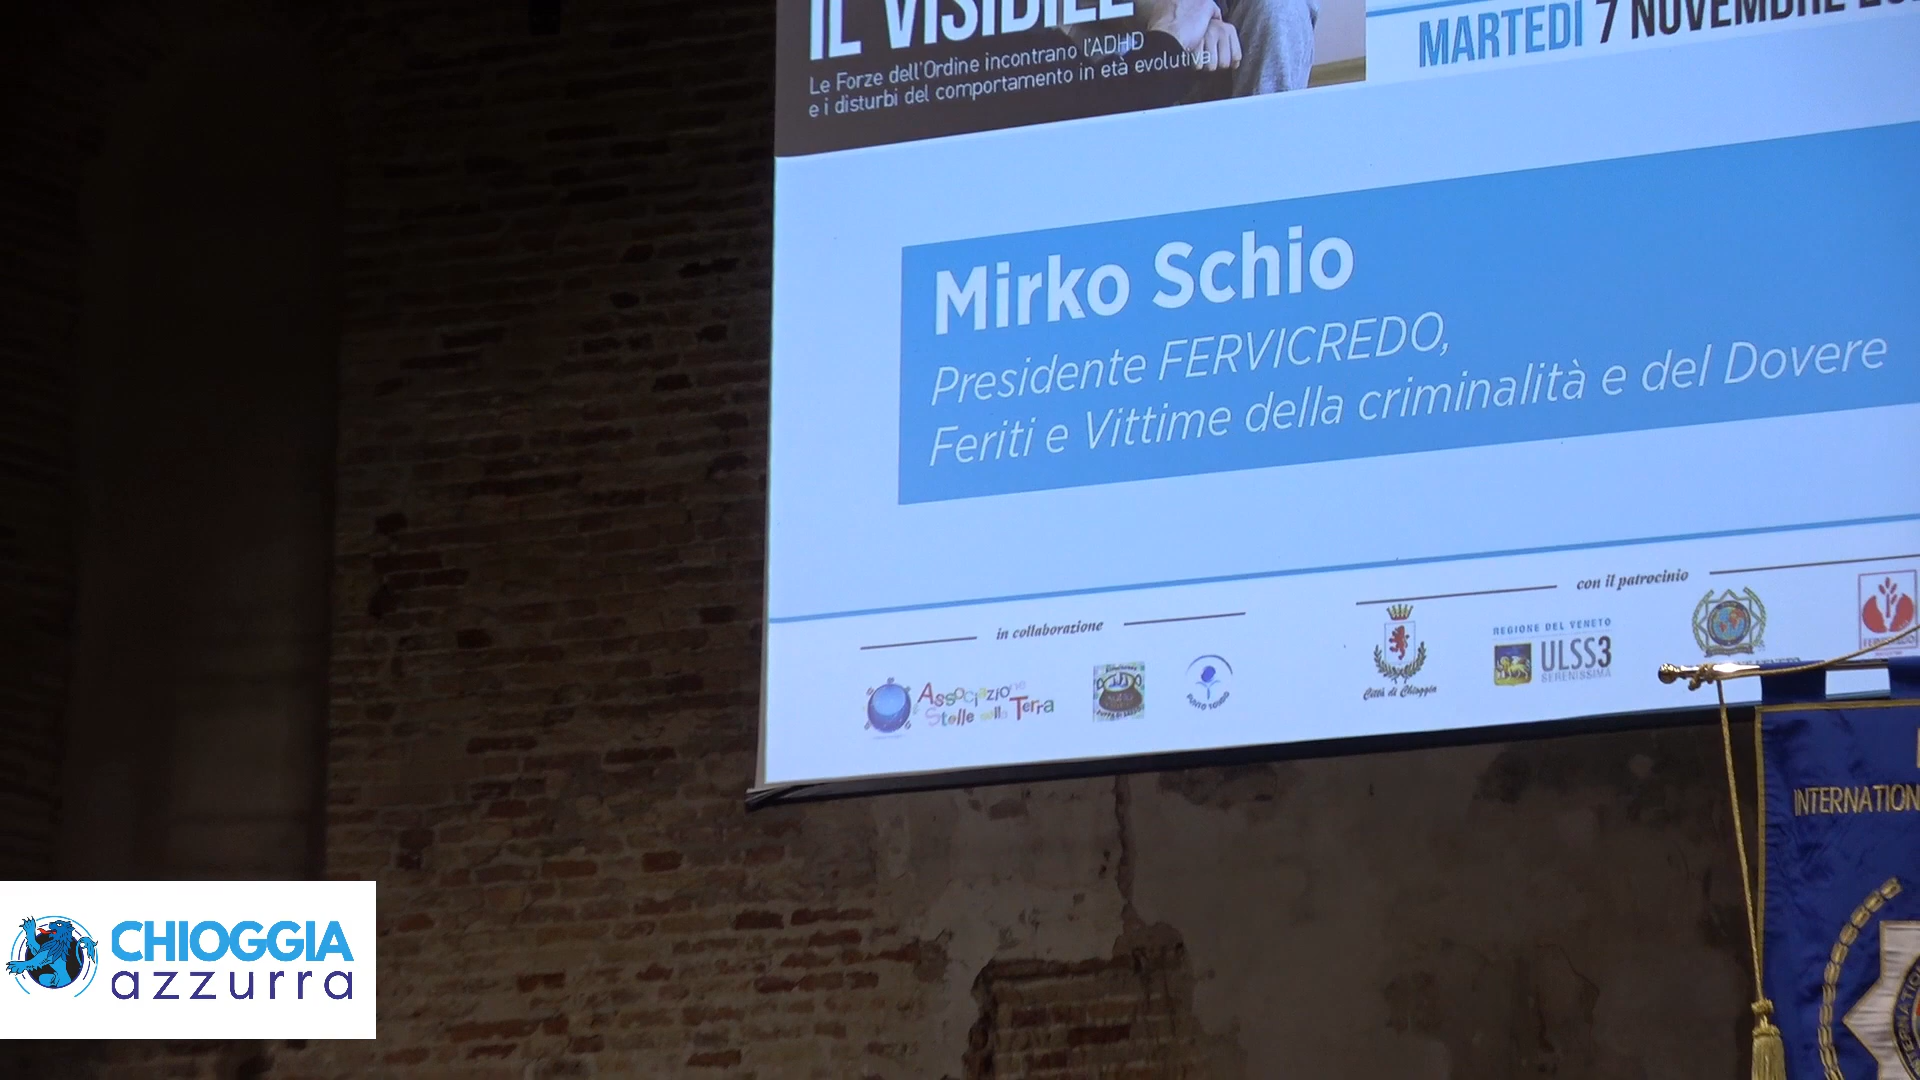 IL VISIBILE
Le Forze dell'Ordine incontrano l'ADHD
e i disturbi del comportamento in età evolutiva
MARTEDÌ 7 NOVEMBRE
Mirko Schio
Presidente FERVICREDO,
Feriti e Vittime della criminalità e del Dovere
in collaborazione
con il patrocinio
Associazione
Stelle sulla Terra
PUNTO STUDIO
Città di Chioggia
REGIONE DEL VENETO
ULSS3
SERENISSIMA
INTERNATION
CHIOGGIA
azzurra